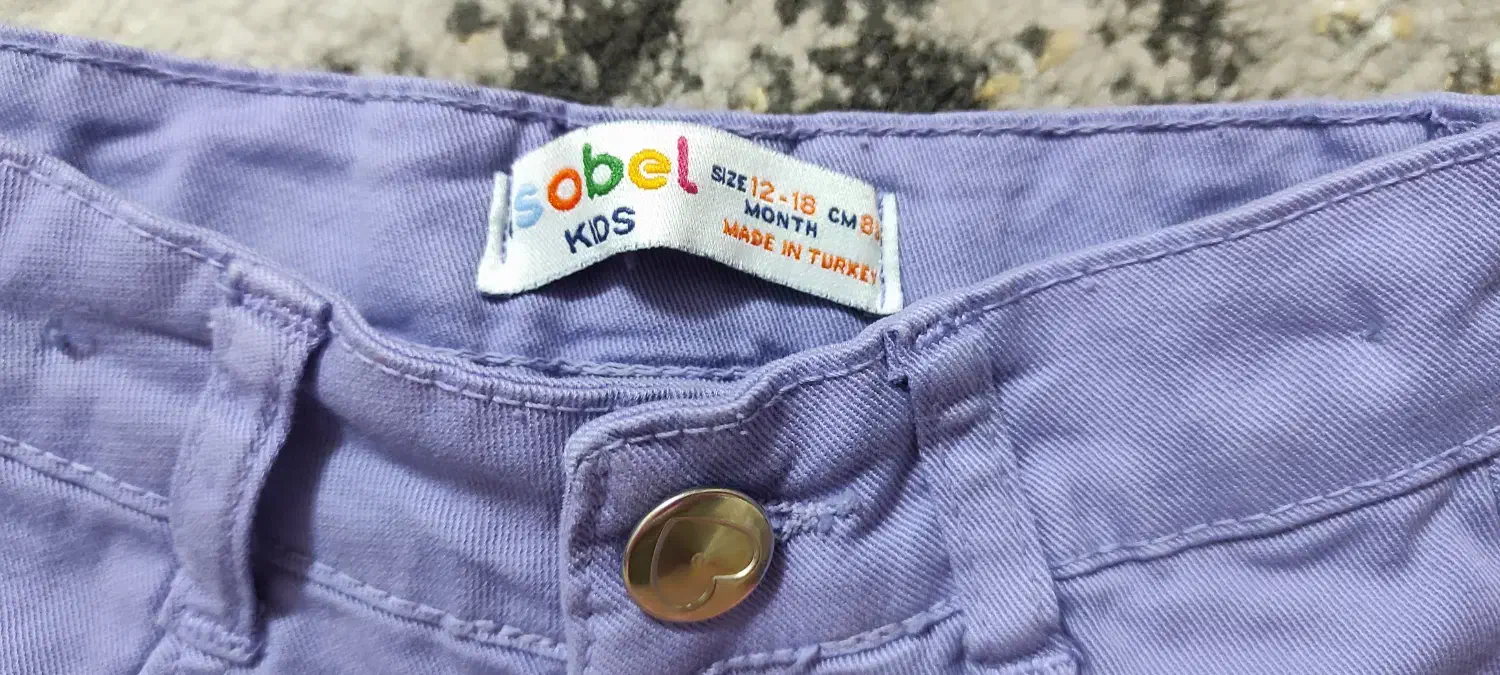 sobel
KIDS
SIZE 12-18 CM
MONTH
MADE IN TURKEY